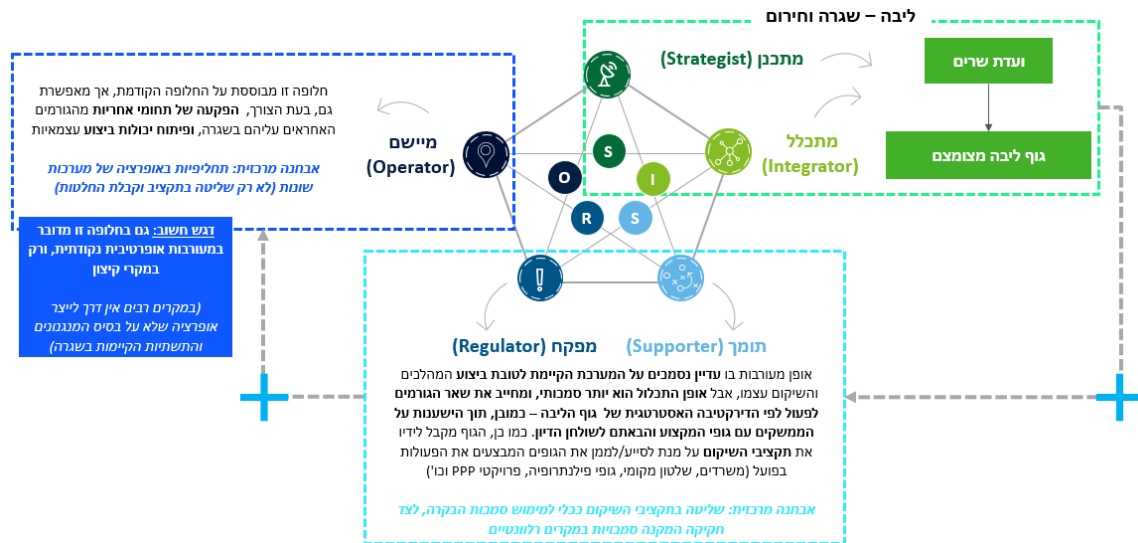 ליבה – שגרה וחירום
מתכנן (Strategist)
ועדת שרים
מתכלל
(Integrator)
גוף ליבה מצומצם
חלופה זו מבוססת על החלופה הקודמת, אך מאפשרת
גם, בעת הצורך, הפקעה של תחומי אחריות מהגורמים
האחראים עליהם בשגרה, ופיתוח יכולות ביצוע עצמאיות
אבחנה מרכזית: תחליפיות באופרציה של מערכות
שונות (לא רק שליטה בתקציב וקבלת החלטות)
מיישם
(Operator)
S
O
I
R
S
דגש חשוב: גם בחלופה זו מדובר
במעורבות אופרטיבית נקודתית, ורק
במקרי קיצון
(במקרים רבים אין דרך לייצר
אופרציה שלא על בסיס המנגנונים
והתשתיות הקיימות בשגרה)
תומך (Supporter)
מפקח (Regulator)
אופן מעורבות בו עדיין נסמכים על המערכת הקיימת לטובת ביצוע המהלכים
והשיקום עצמו, אבל אופן התכלול הוא יותר סמכותי, ומחייב את שאר הגורמים
לפעול לפי הדירקטיבה האסטרטגית של גוף הליבה – כמובן, תוך הישענות על
הממשקים עם גופי המקצוע והבאתם לשולחן הדיון. כמו כן, הגוף מקבל לידיו
את תקציבי השיקום על מנת לסייע/לממן את הגופים המבצעים את הפעולות
בפועל (משרדים, שלטון מקומי, גופי פילנתרופיה, פרויקטי PPP וכו')
אבחנה מרכזית: שליטה בתקציבי השיקום ככלי למימוש סמכות הבקרה, לצד
חקיקה המקנה סמכויות במקרים רלוונטיים